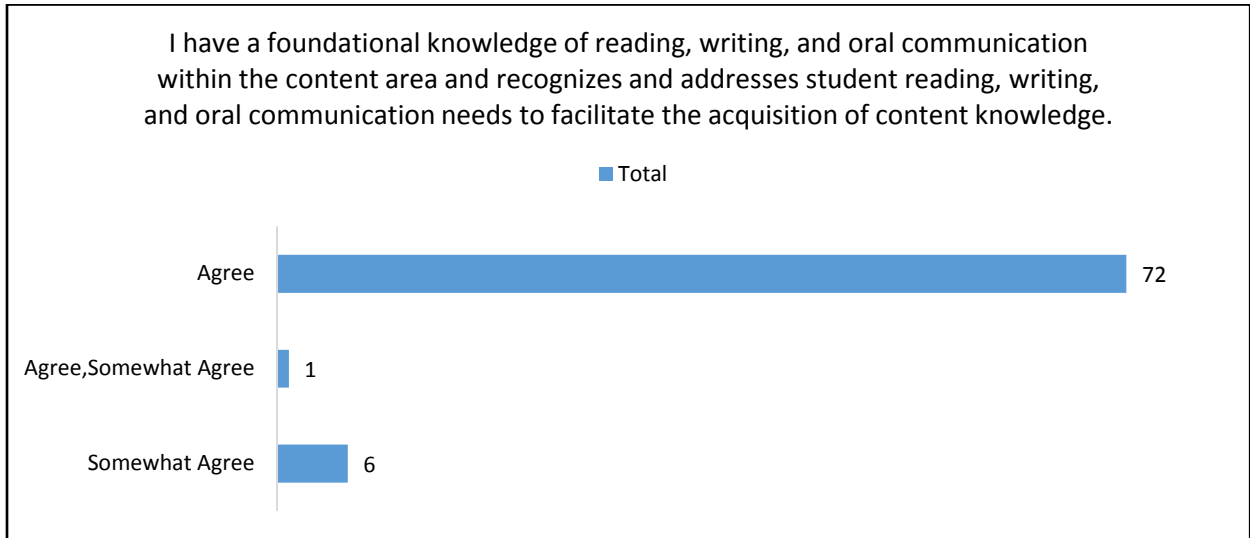 I have a foundational knowledge of reading, writing, and oral communication
within the content area and recognizes and addresses student reading, writing,
and oral communication needs to facilitate the acquisition of content knowledge.
Total
Agree 72
Agree,Somewhat Agree 1
Somewhat Agree 6